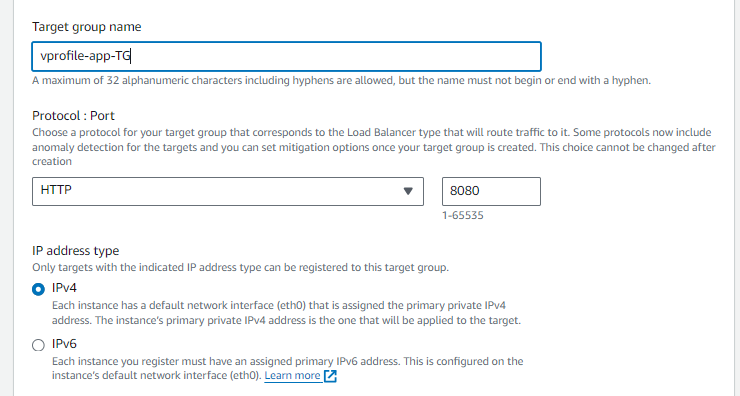 Target group name
vprofile-app-TG
A maximum of 32 alphanumeric characters including hyphens are allowed, but the name must not begin or end with a hyphen.
Protocol : Port
Choose a protocol for your target group that corresponds to the Load Balancer type that will route traffic to it. Some protocols now include
anomaly detection for the targets and you can set mitigation options once your target group is created. This choice cannot be changed after
creation
HTTP
8080
1-65535
IP address type
Only targets with the indicated IP address type can be registered to this target group.
IPv4
Each instance has a default network interface (eth0) that is assigned the primary private IPv4
address. The instance's primary private IPv4 address is the one that will be applied to the target.
IPv6
Each instance you register must have an assigned primary IPv6 address. This is configured on the
instance's default network interface (eth0). Learn more